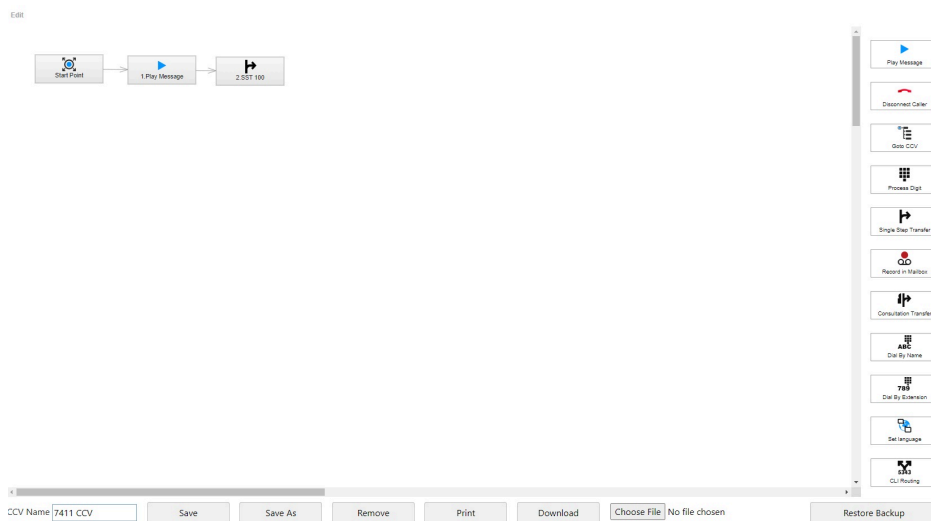 Edit
Start Point
1.Play Message
2.SST 100
Play Message
Disconnect Caller
Goto CCV
Process Digit
Single Step Transfer
Record in Mailbox
Consultation Transfer
ABC
Dial By Name
789
Dial By Extension
Set language
5343
CLI Routing
CCV Name 7411 CCV Save Save As Remove Print Download Choose File No file chosen Restore Backup